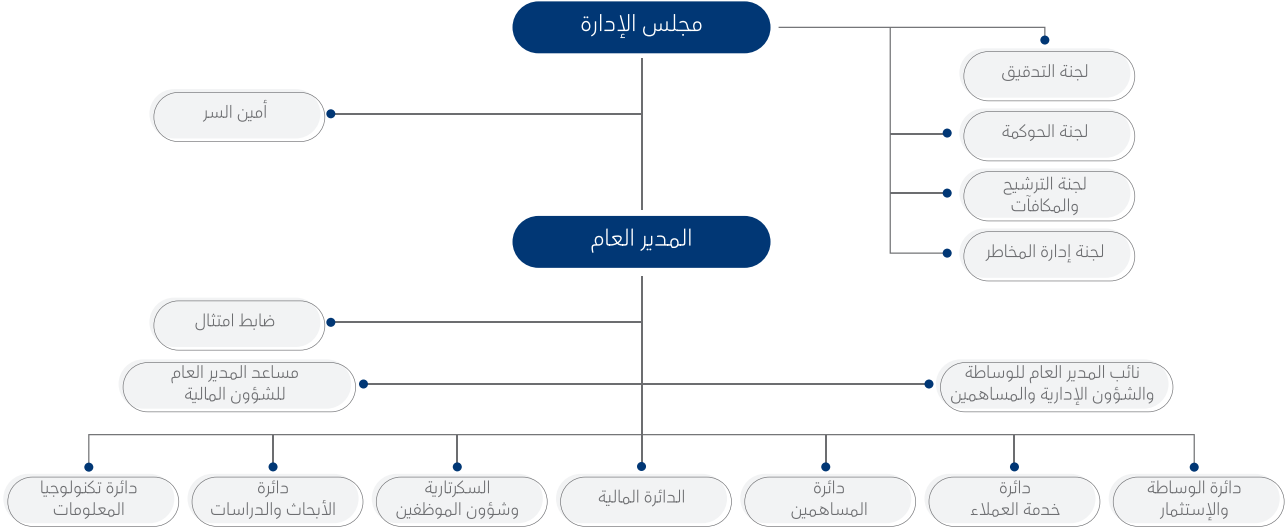 مجلس الإدارة
لجنة التدقيق
أمين السر
لجنة الحوكمة
لجنة الترشيح
والمكافآت
المدير العام
لجنة إدارة المخاطر
ضابط امتثال
نائب المدير العام للوساطة
والشؤون الإدارية والمساهمين
مساعد المدير العام
للشؤون المالية
دائرة الوساطة
والإستثمار
دائرة
خدمة العملاء
دائرة
المساهمين
الدائرة المالية
السكرتارية
وشؤون الموظفين
دائرة
الأبحاث والدراسات
دائرة تكنولوجيا
المعلومات